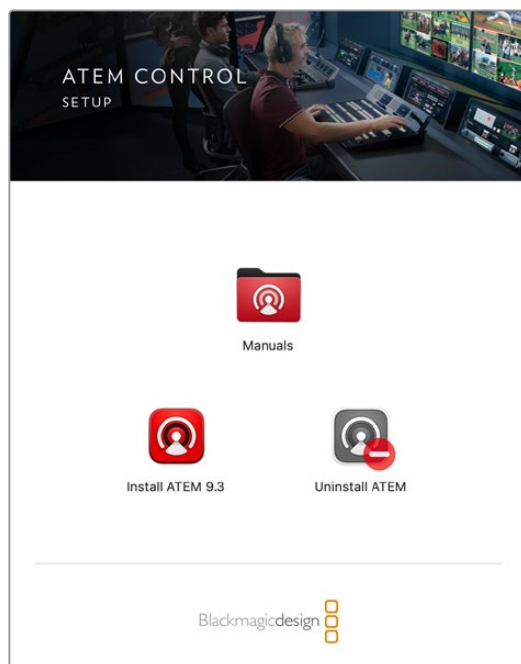 ATEM CONTROL
SETUP
Manuals
Install ATEM 9.3
Uninstall ATEM
Blackmagicdesign